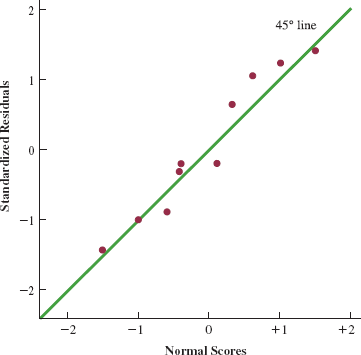 45° line
Standardized Residuals
2
1
0
−1
−2
−2 −1 0 +1 +2
Normal Scores